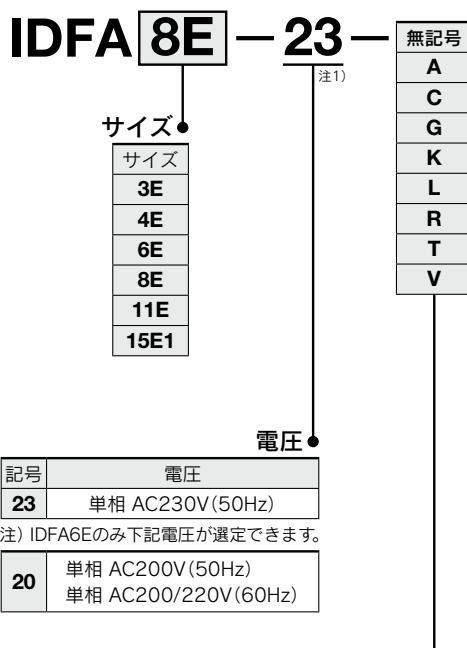 IDFA 8E — 23 —
注1)
無記号
A
C
G
K
L
R
T
V
サイズ
サイズ
3E
4E
6E
8E
11E
15E1
電圧
記号 電圧
23 単相 AC230V(50Hz)
注) IDFA6Eのみ下記電圧が選定できます。
20 単相 AC200V(50Hz)
単相 AC200/220V(60Hz)